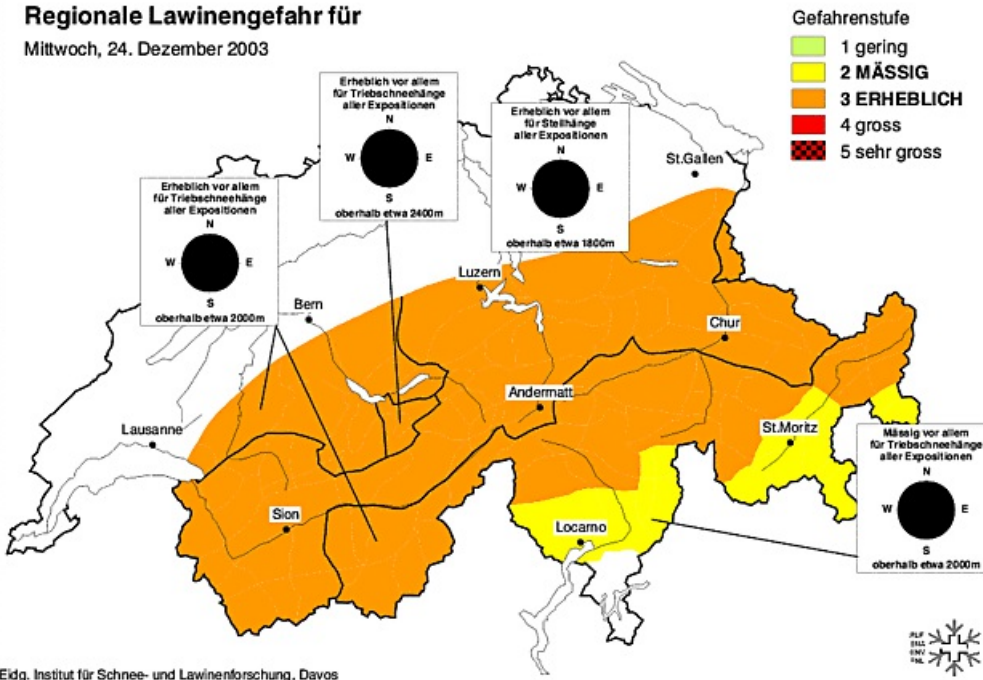 Regionale Lawinengefahr für
Mittwoch, 24. Dezember 2003
Gefahrenstufe
1 gering
2 MÄSSIG
3 ERHEBLICH
4 gross
5 sehr gross
Erheblich vor allem
für Triebschneehänge
aller Expositionen
N
W E
S
oberhalb etwa 2400m
Erheblich vor allem
für Steilhänge
aller Expositionen
N
W E
S
oberhalb etwa 1800m
Erheblich vor allem
für Triebschneehänge
aller Expositionen
N
W E
S
oberhalb etwa 2000m
St.Gallen
Luzern
Bern
Chur
Andermatt
Lausanne
St.Moritz
Sion
Locarno
Mässig vor allem
für Triebschneehänge
aller Expositionen
N
W E
S
oberhalb etwa 2000m
SLF
SNL
Eidg. Institut für Schnee- und Lawinenforschung, Davos